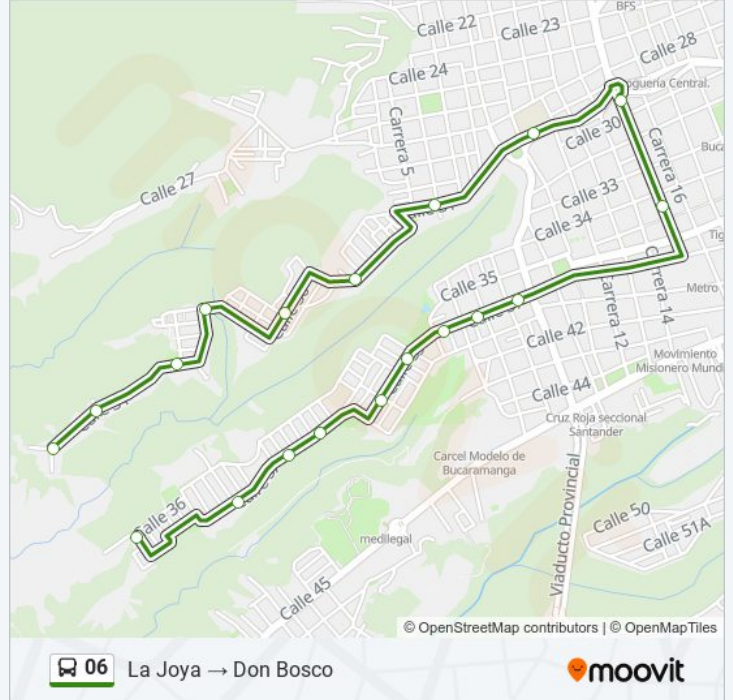 BFS
Calle 22
Calle 23
Calle 28
Calle 24
oguería Central.
Carrera 5
Calle 30
Carrera 16
Buca
Calle 27
Calle 33
Calle 34
Tig
Calle 35
Carrera 14
Metro
Carrera 12
Calle 42
Movimiento
Misionero Mundi
Calle 44
Cruz Roja seccional
Santander
Carcel Modelo de
Bucaramanga
Calle 36
Calle 50
Calle 51A
medilegal
Viaducto Provincial
Calle 45
© OpenStreetMap contributors | © OpenMapTiles
06 La Joya → Don Bosco
moovit